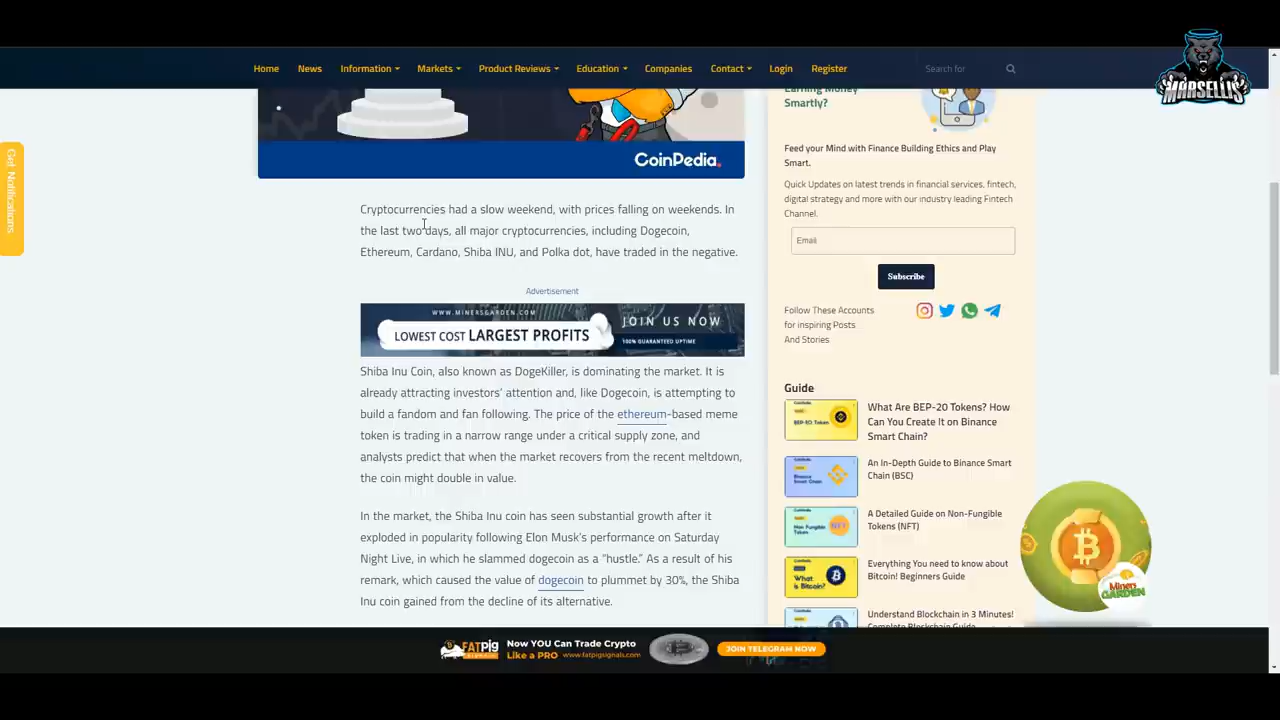 MARSELLIS
Home
News
Information
Markets
Product Reviews
Education
Companies
Contact
Login
Register
Search for
Get Notifications
CoinPedia.
Cryptocurrencies had a slow weekend, with prices falling on weekends. In
the last two days, all major cryptocurrencies, including Dogecoin,
Ethereum, Cardano, Shiba INU, and Polka dot, have traded in the negative.
Advertisement
WWW.MINERSGARDEN.COM
LOWEST COST LARGEST PROFITS
JOIN US NOW
100% GUARANTEED UPTIME
Shiba Inu Coin, also known as DogeKiller, is dominating the market. It is
already attracting investors’ attention and, like Dogecoin, is attempting to
build a fandom and fan following. The price of the ethereum-based meme
token is trading in a narrow range under a critical supply zone, and
analysts predict that when the market recovers from the recent meltdown,
the coin might double in value.
In the market, the Shiba Inu coin has seen substantial growth after it
exploded in popularity following Elon Musk’s performance on Saturday
Night Live, in which he slammed dogecoin as a “hustle.” As a result of his
remark, which caused the value of dogecoin to plummet by 30%, the Shiba
Inu coin gained from the decline of its alternative.
Earning Money
Smartly?
Feed your Mind with Finance Building Ethics and Play
Smart.
Quick Updates on latest trends in financial services, fintech,
digital strategy and more with our industry leading Fintech
Channel.
Email
Subscribe
Follow These Accounts
for inspiring Posts
And Stories
Guide
What Are BEP-20 Tokens? How
Can You Create It on Binance
Smart Chain?
An In-Depth Guide to Binance Smart
Chain (BSC)
A Detailed Guide on Non-Fungible
Tokens (NFT)
Everything You need to know about
Bitcoin! Beginners Guide
What
is Bitcoin?
Understand Blockchain in 3 Minutes!
Complete Blockchain Guide
Miners
GARDEN
FATPig
Now YOU Can Trade Crypto
Like a PRO www.fatpigsignals.com
JOIN TELEGRAM NOW